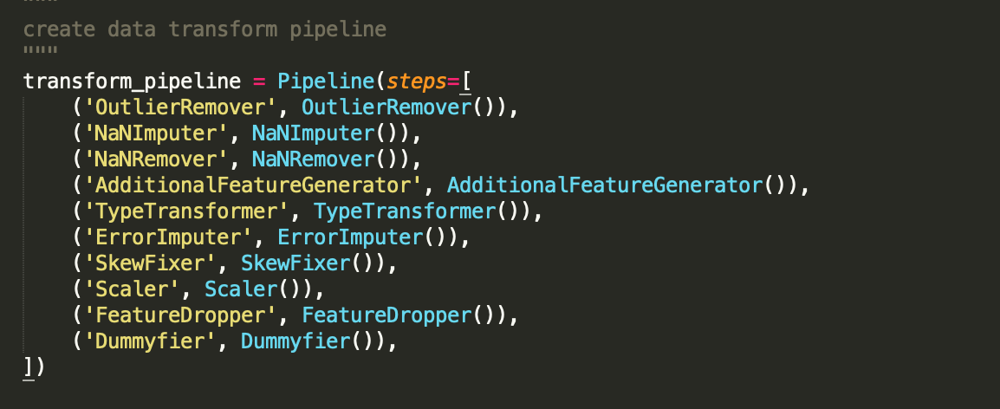 """
create data transform pipeline
"""
transform_pipeline = Pipeline(steps=[
    ('OutlierRemover', OutlierRemover()),
    ('NaNImputer', NaNImputer()),
    ('NaNRemover', NaNRemover()),
    ('AdditionalFeatureGenerator', AdditionalFeatureGenerator()),
    ('TypeTransformer', TypeTransformer()),
    ('ErrorImputer', ErrorImputer()),
    ('SkewFixer', SkewFixer()),
    ('Scaler', Scaler()),
    ('FeatureDropper', FeatureDropper()),
    ('Dummyfier', Dummyfier()),
])